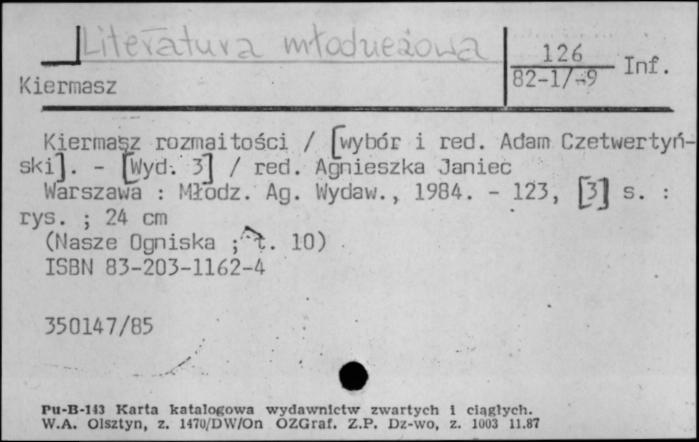 Literatura młodzieżowa
126
82-1/-9 Inf.
Kiermasz
Kiermasz rozmaitości / [wybór i red. Adam Czetwertyń-
ski]. - [Wyd. 3] / red. Agnieszka Janiec
Warszawa : Młodz. Ag. Wydaw., 1984. - 123, [3] s. :
rys. ; 24 cm
(Nasze Ogniska ; t. 10)
ISBN 83-203-1162-4
350147/85
Pu-B-143 Karta katalogowa wydawnictw zwartych i ciągłych.
W.A. Olsztyn, z. 1470/DW/On OZGraf. Z.P. Dz-wo, z. 1003 11.87